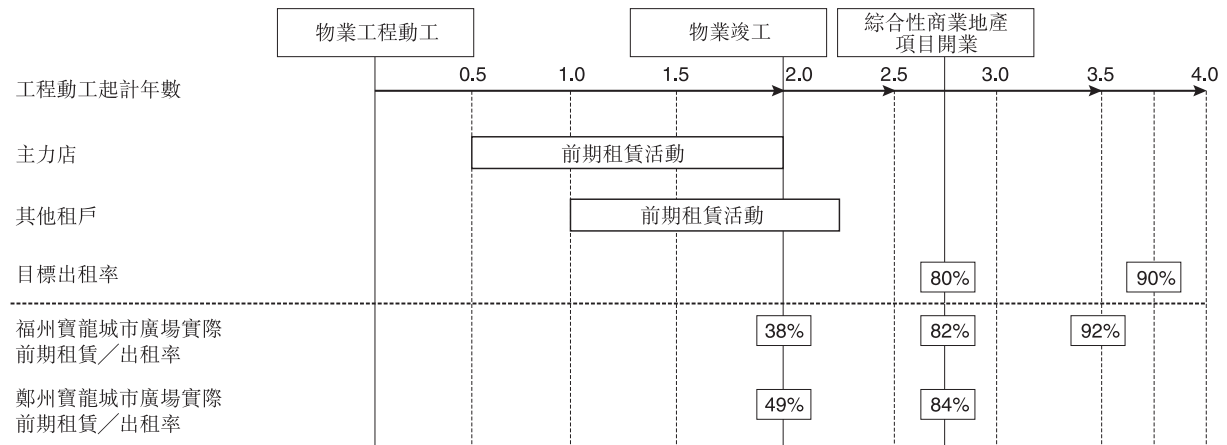 物業工程動工
物業竣工
綜合性商業地產
項目開業
工程動工起計年數
0.5 1.0 1.5 2.0 2.5 3.0 3.5 4.0
主力店
前期租賃活動
其他租戶
前期租賃活動
目標出租率
80% 90%
福州寶龍城市廣場實際
前期租賃／出租率
38% 82% 92%
鄭州寶龍城市廣場實際
前期租賃／出租率
49% 84%